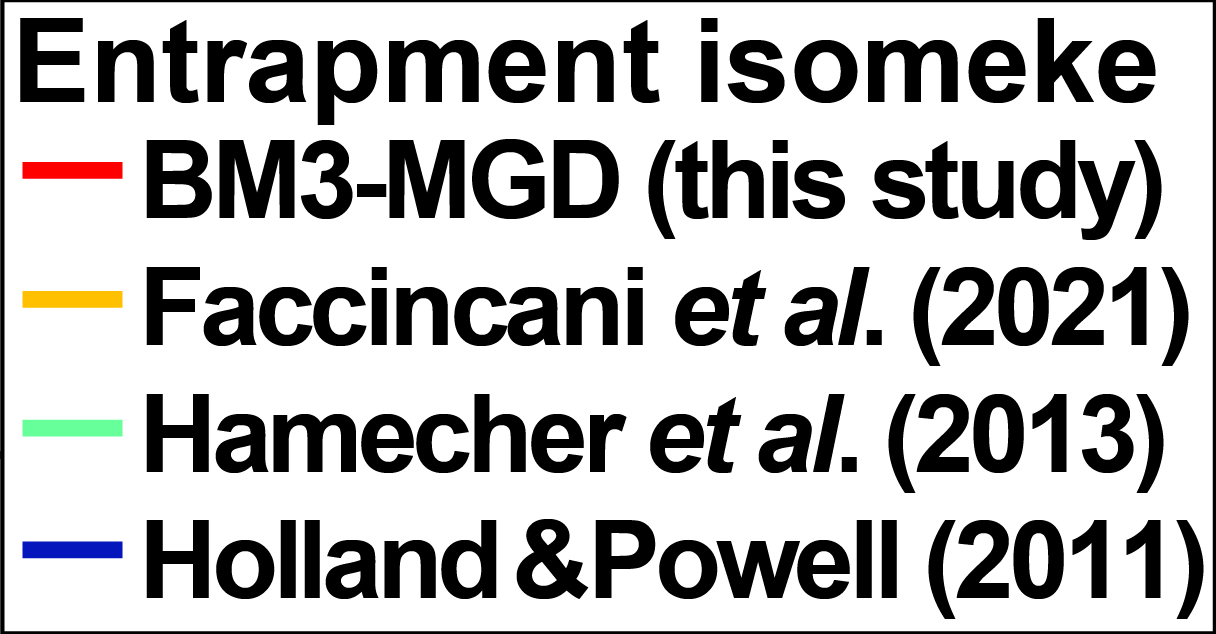 Entrapment isomeke
BM3-MGD (this study)
Faccincani et al. (2021)
Hamecher et al. (2013)
Holland &Powell (2011)